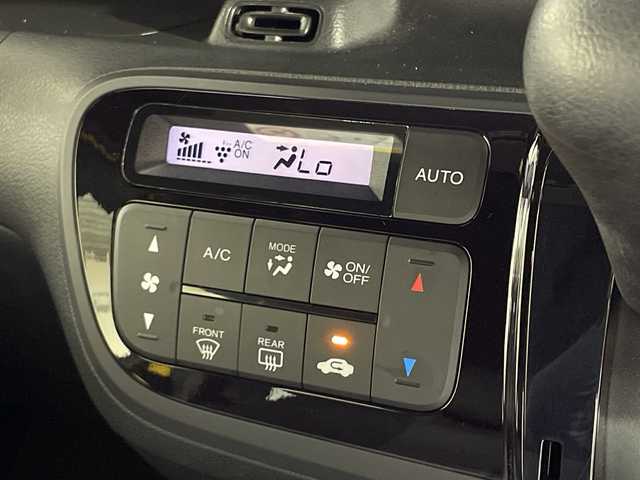 A/C
ON
Lo
AUTO
A/C
MODE
ON/
OFF
FRONT
REAR